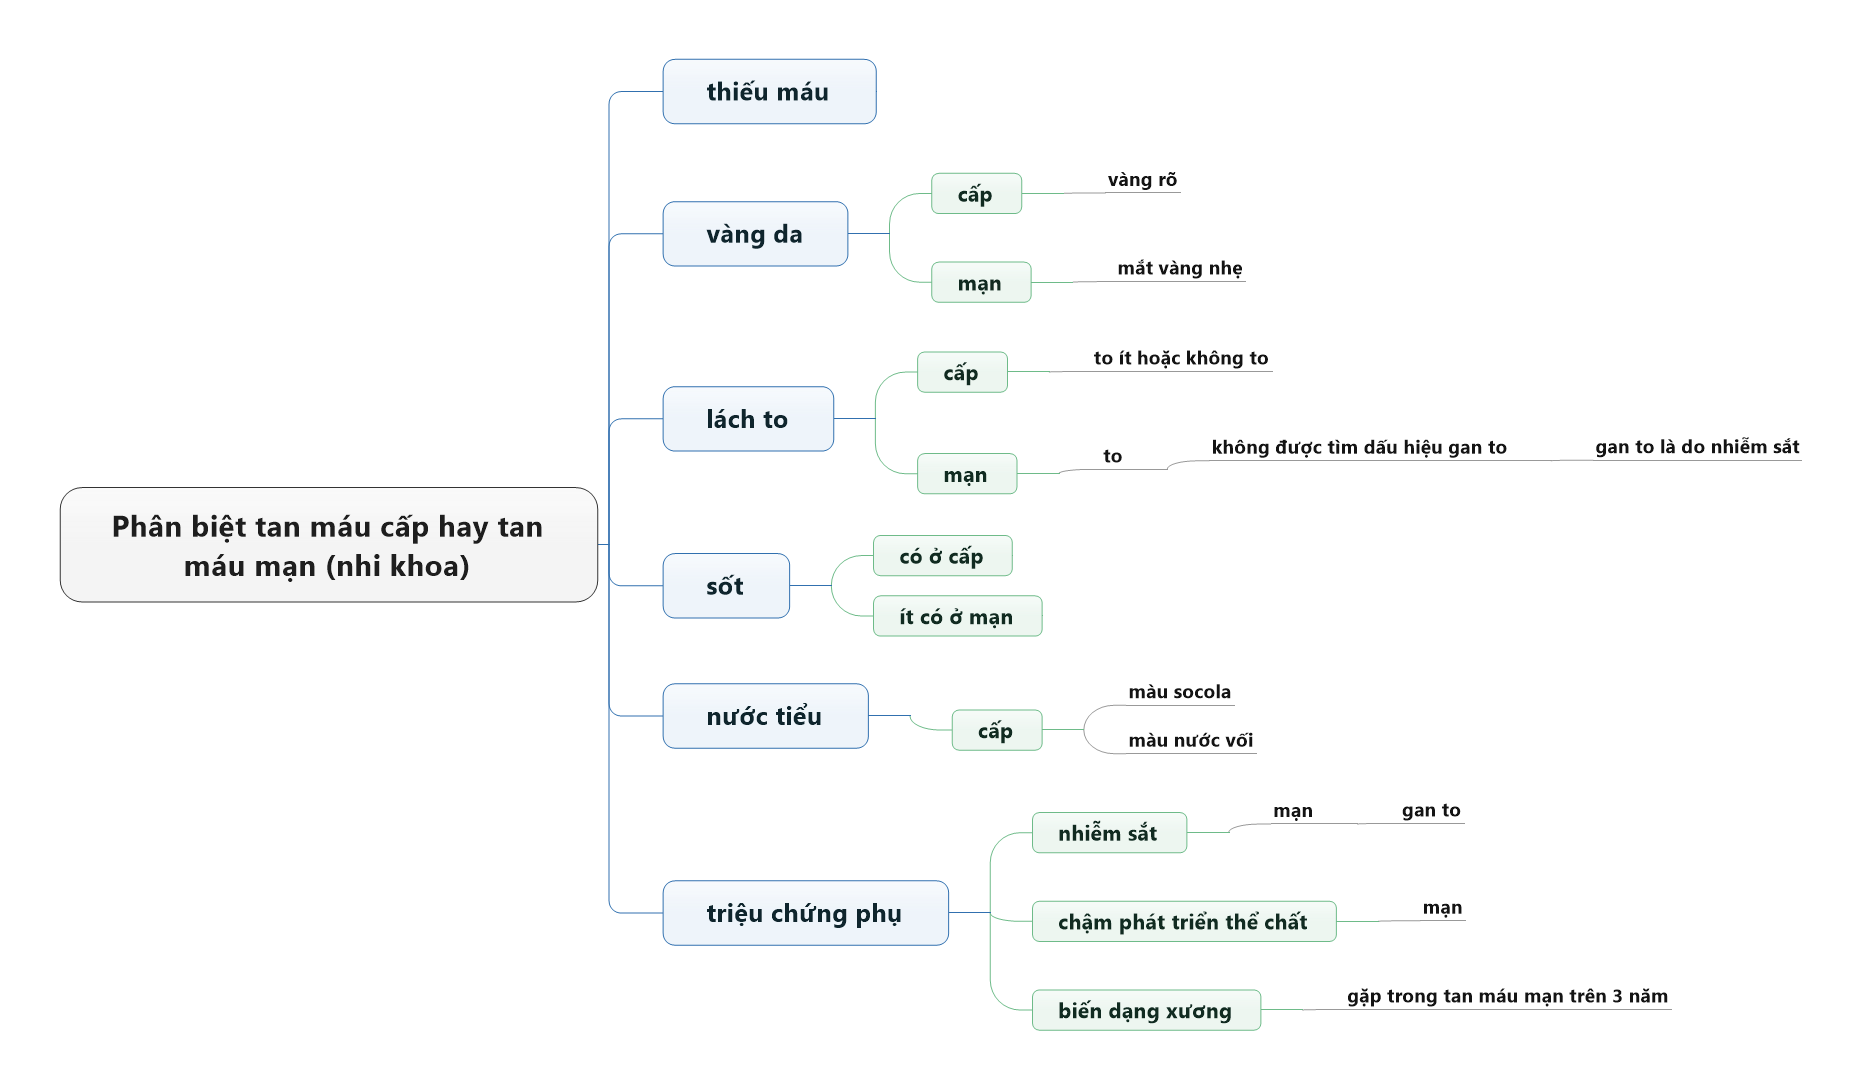 Phân biệt tan máu cấp hay tan
máu mạn (nhi khoa)
thiếu máu
vàng da
cấp
vàng rõ
mạn
mắt vàng nhẹ
lách to
cấp
to ít hoặc không to
mạn
to
không được tìm dấu hiệu gan to
gan to là do nhiễm sắt
sốt
có ở cấp
ít có ở mạn
nước tiểu
cấp
màu socola
màu nước vối
triệu chứng phụ
nhiễm sắt
mạn
gan to
chậm phát triển thể chất
mạn
biến dạng xương
gặp trong tan máu mạn trên 3 năm